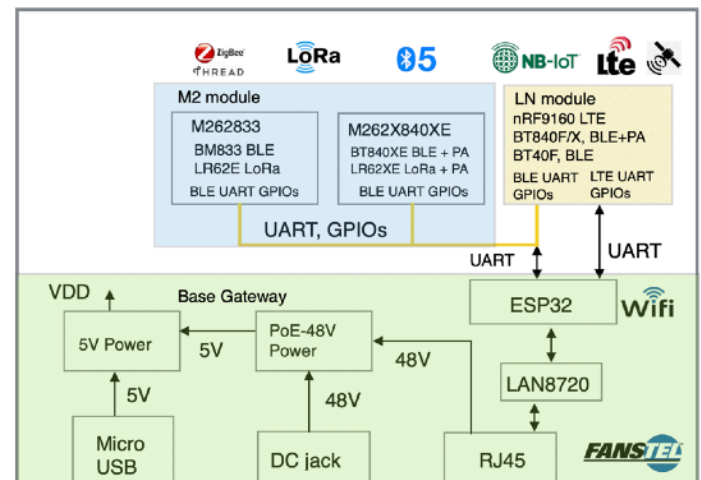 ZigBee
THREAD
LoRa
5
NB-IoT
Lte
M2 module
M262833
BM833 BLE
LR62E LoRa
BLE UART GPIOs
M262X840XE
BT840XE BLE + PA
LR62XE LoRa + PA
BLE UART GPIOs
UART, GPIOs
LN module
nRF9160 LTE
BT840F/X, BLE+PA
BT40F, BLE
BLE UART
GPIOs
LTE UART
GPIOs
UART
UART
VDD
Base Gateway
ESP32
Wifi
5V Power
5V
PoE-48V
Power
48V
LAN8720
5V
48V
Micro
USB
DC jack
RJ45
FANSTEL